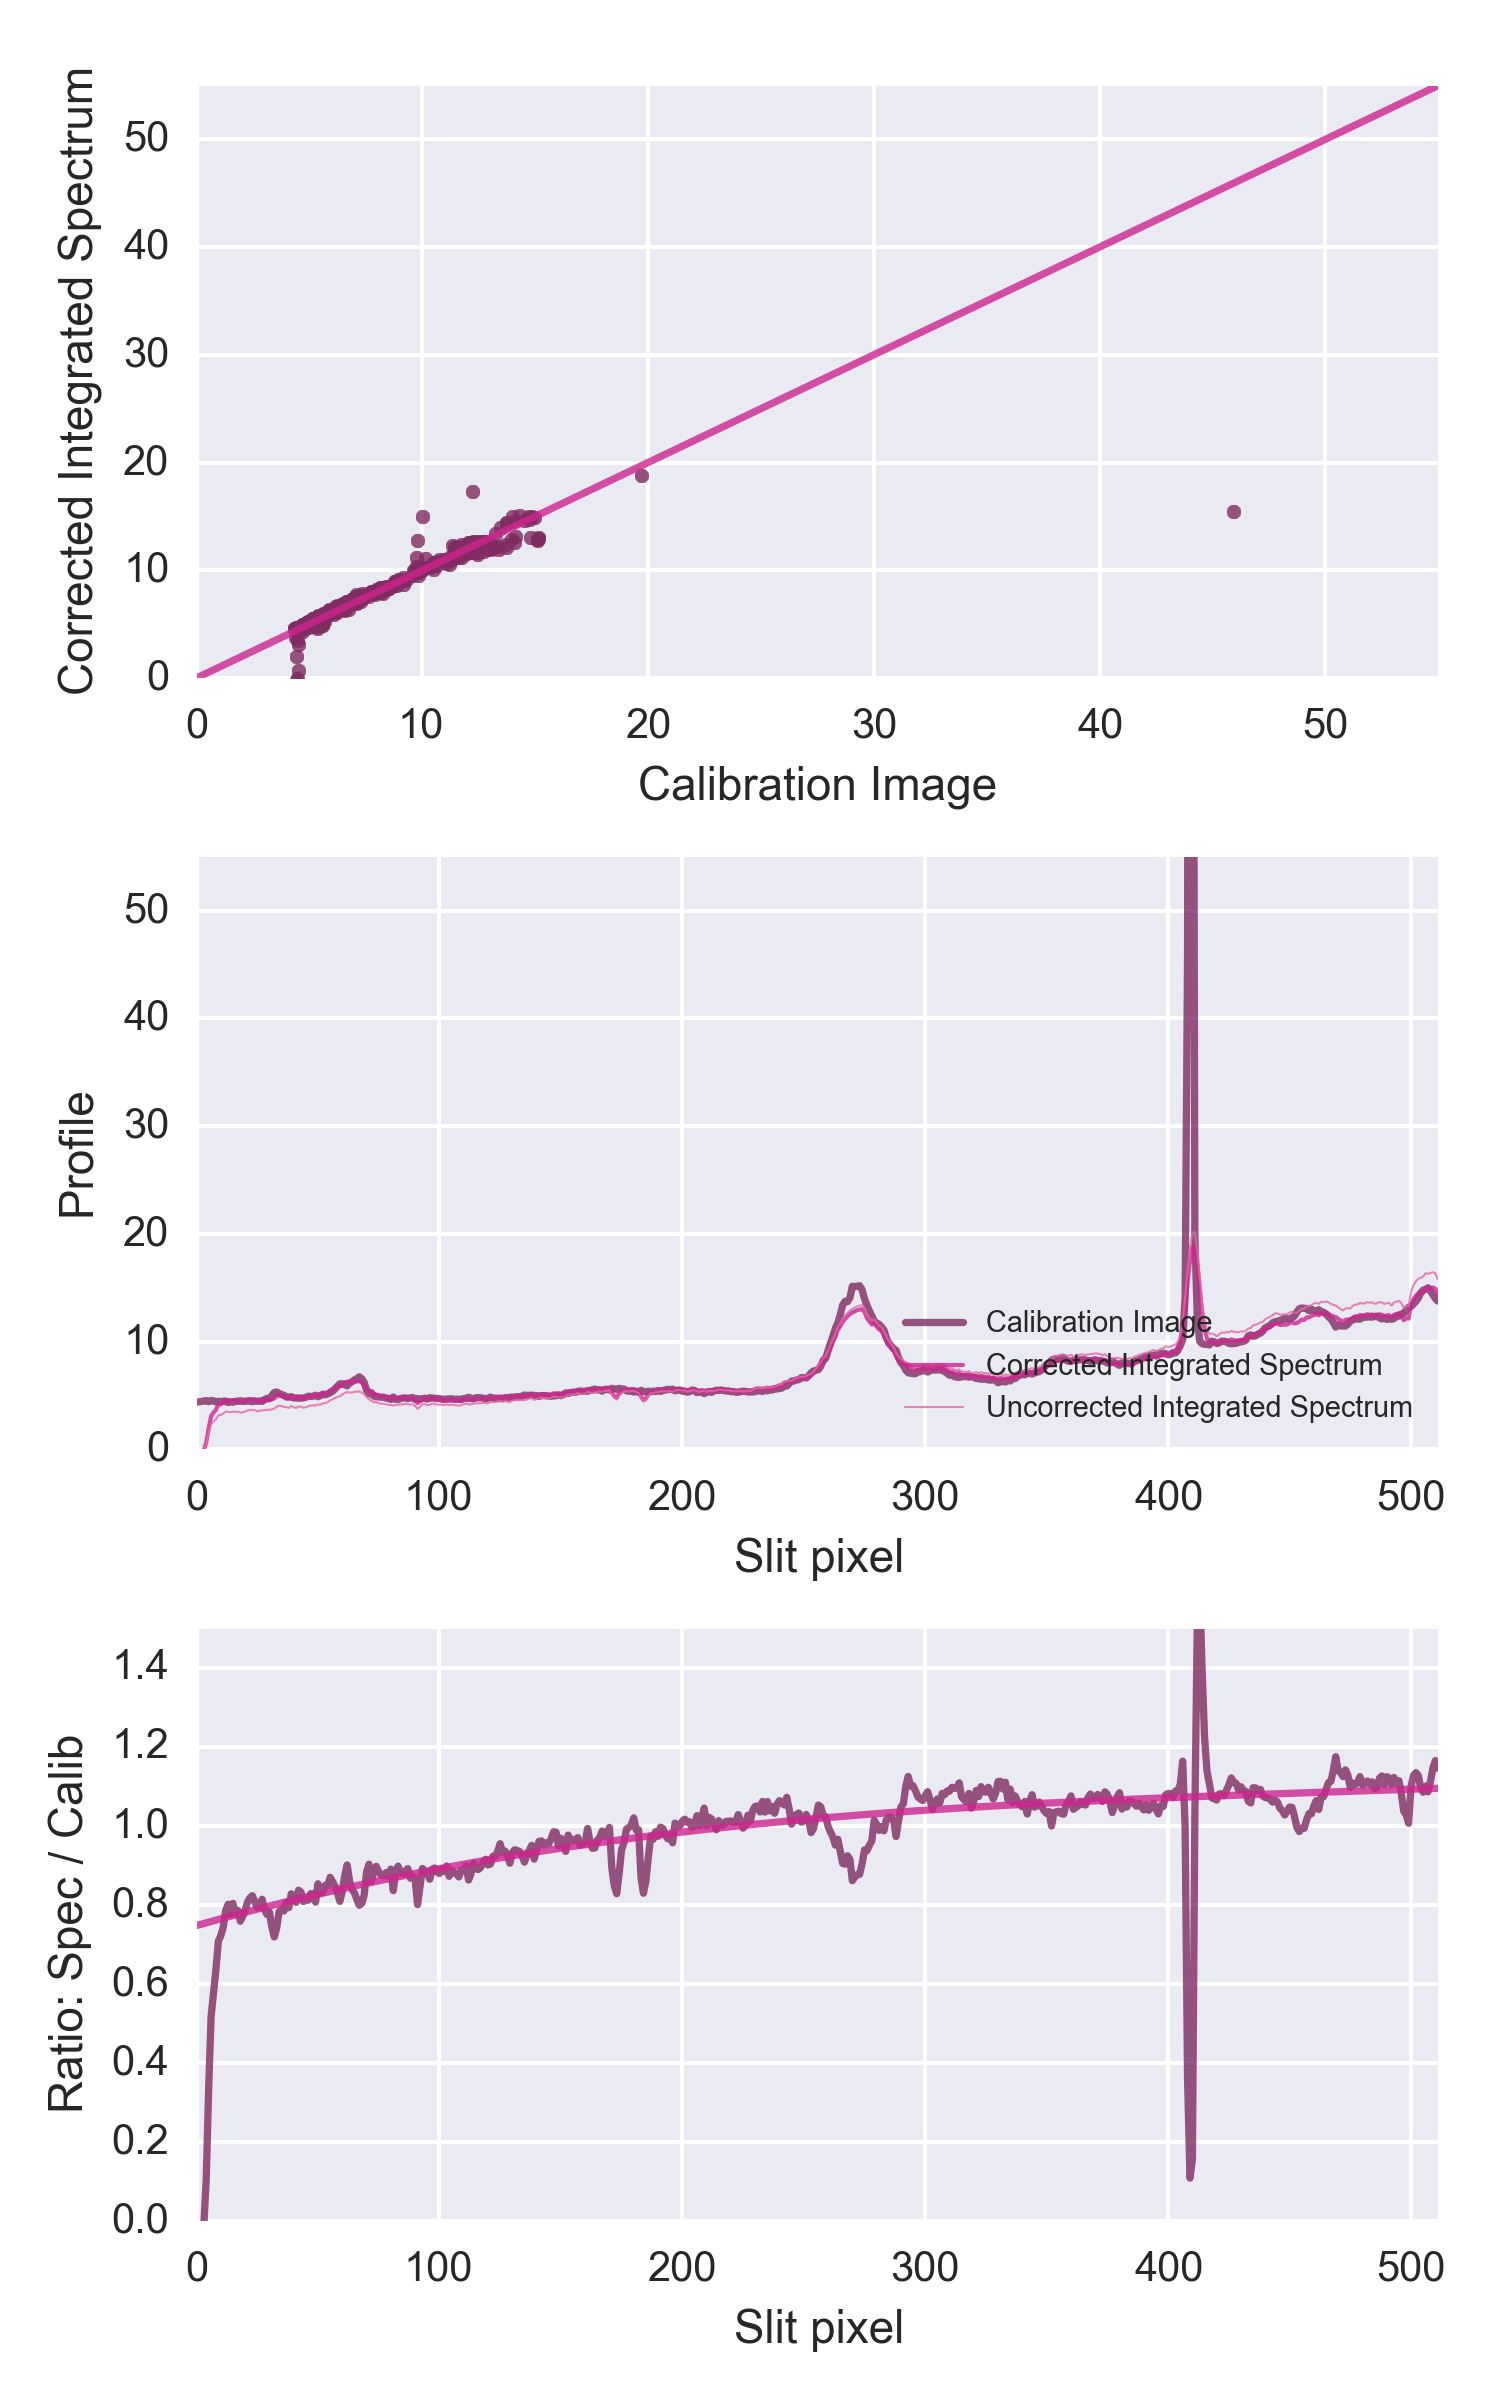 Corrected Integrated Spectrum
50
40
30
20
10
0
0 10 20 30 40 50
Calibration Image
Profile
50
40
30
20
10
0
Calibration Image
Corrected Integrated Spectrum
Uncorrected Integrated Spectrum
0 100 200 300 400 500
Slit pixel
Ratio: Spec / Calib
1.4
1.2
1.0
0.8
0.6
0.4
0.2
0.0
0 100 200 300 400 500
Slit pixel